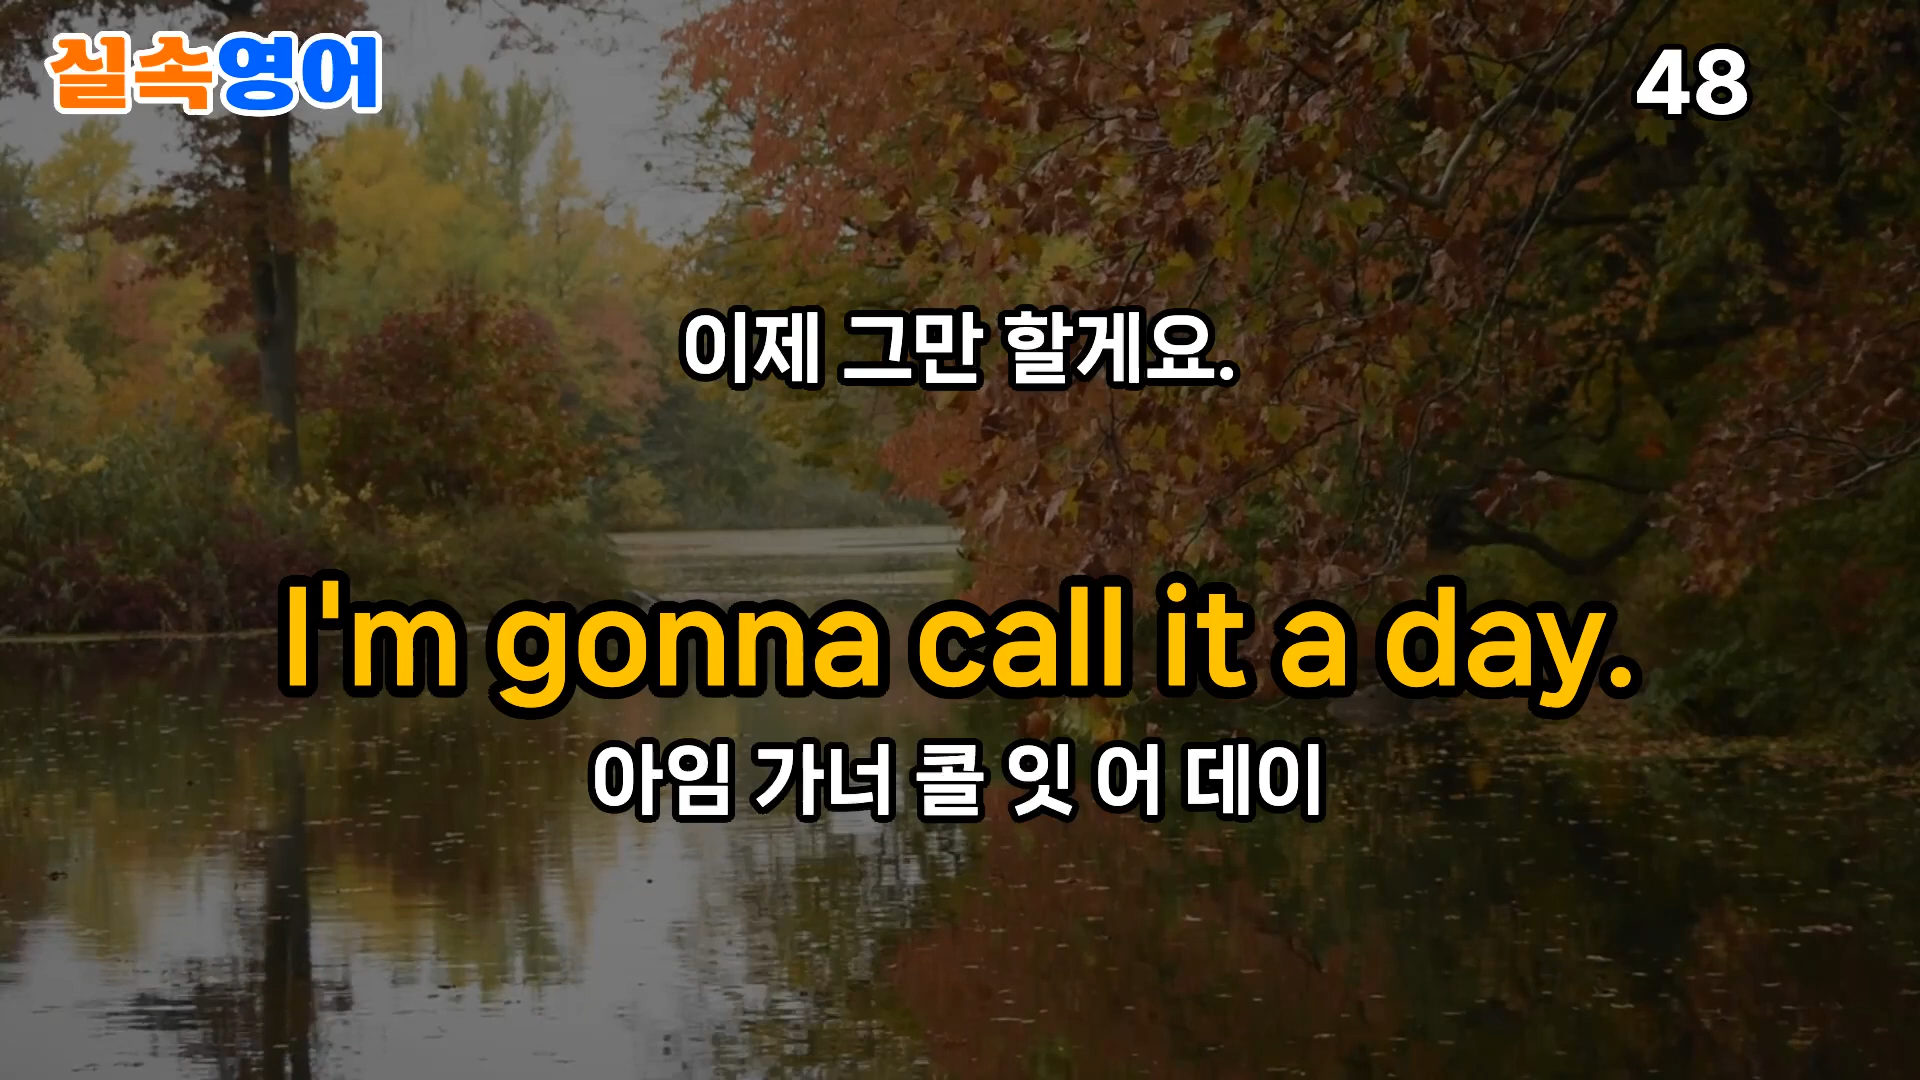 실속영어
48
이제 그만 할게요.
I'm gonna call it a day.
아임 가너 콜 잇 어 데이